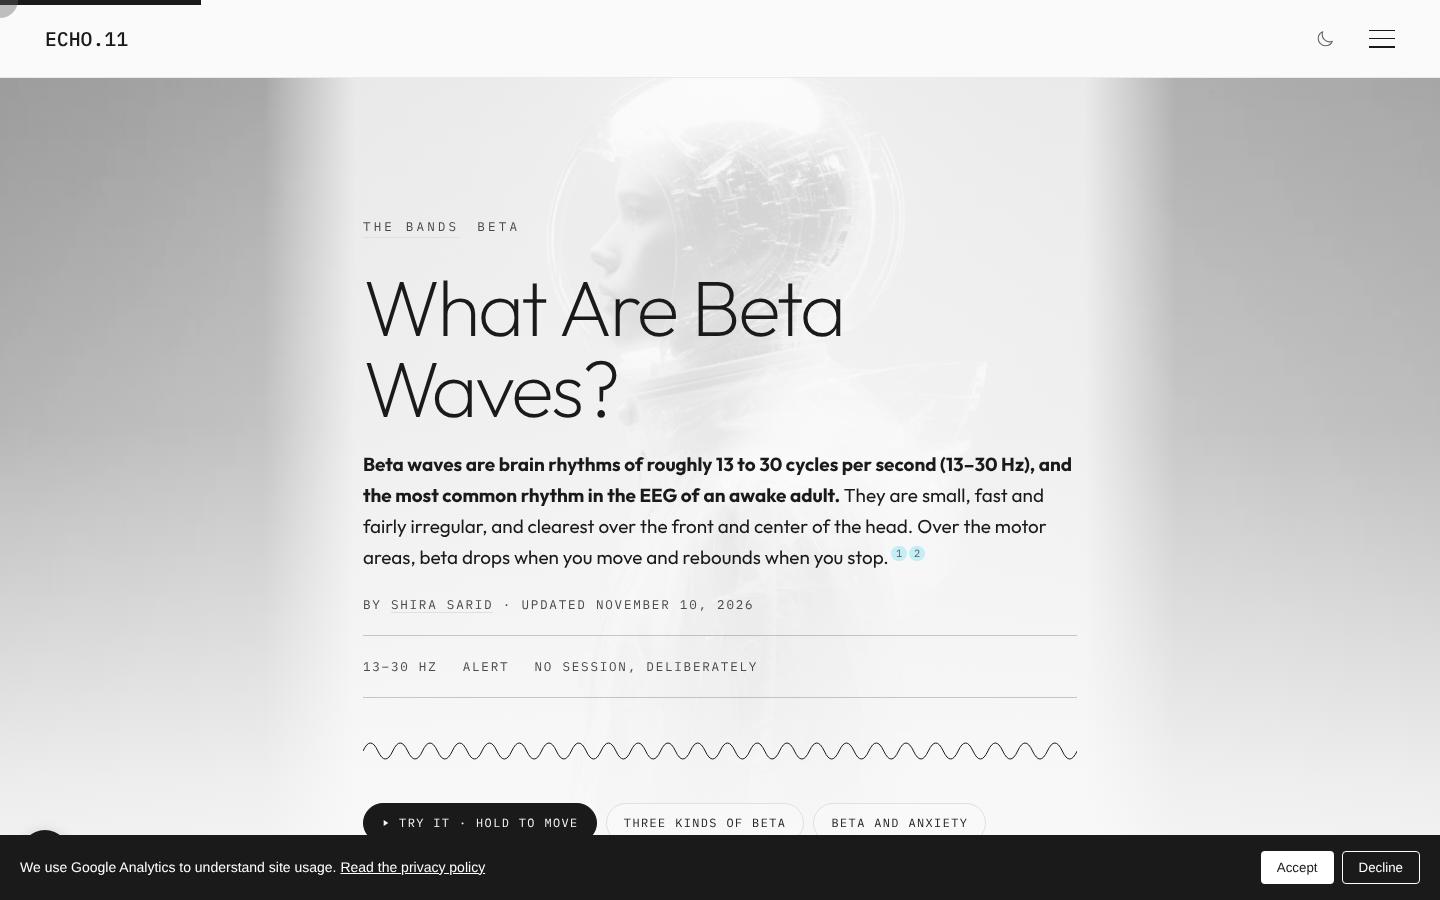 ECHO.11
THE BANDS BETA
What Are Beta
Waves?
Beta waves are brain rhythms of roughly 13 to 30 cycles per second (13–30 Hz), and
the most common rhythm in the EEG of an awake adult. They are small, fast and
fairly irregular, and clearest over the front and center of the head. Over the motor
areas, beta drops when you move and rebounds when you stop. 1 2
BY SHIRA SARID · UPDATED NOVEMBER 10, 2026
13–30 HZ ALERT NO SESSION, DELIBERATELY
TRY IT · HOLD TO MOVE THREE KINDS OF BETA BETA AND ANXIETY
We use Google Analytics to understand site usage. Read the privacy policy Accept Decline